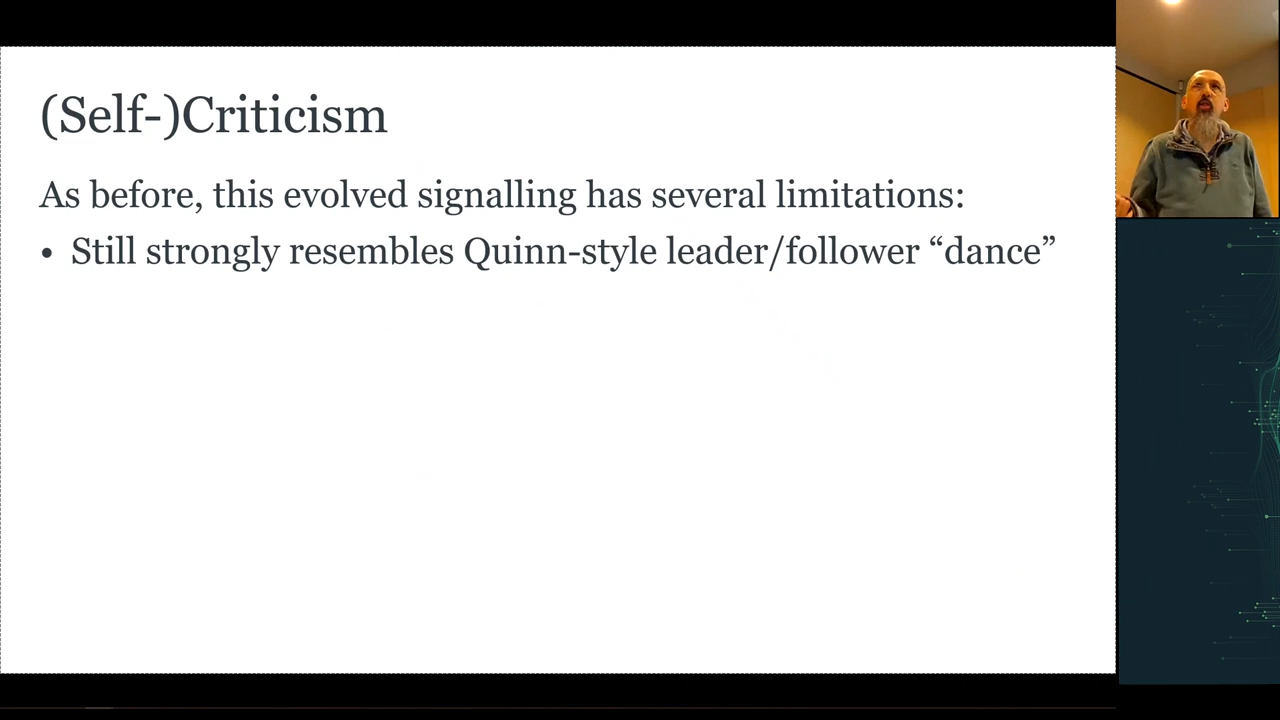 (Self-)Criticism
As before, this evolved signalling has several limitations:
• Still strongly resembles Quinn-style leader/follower “dance”